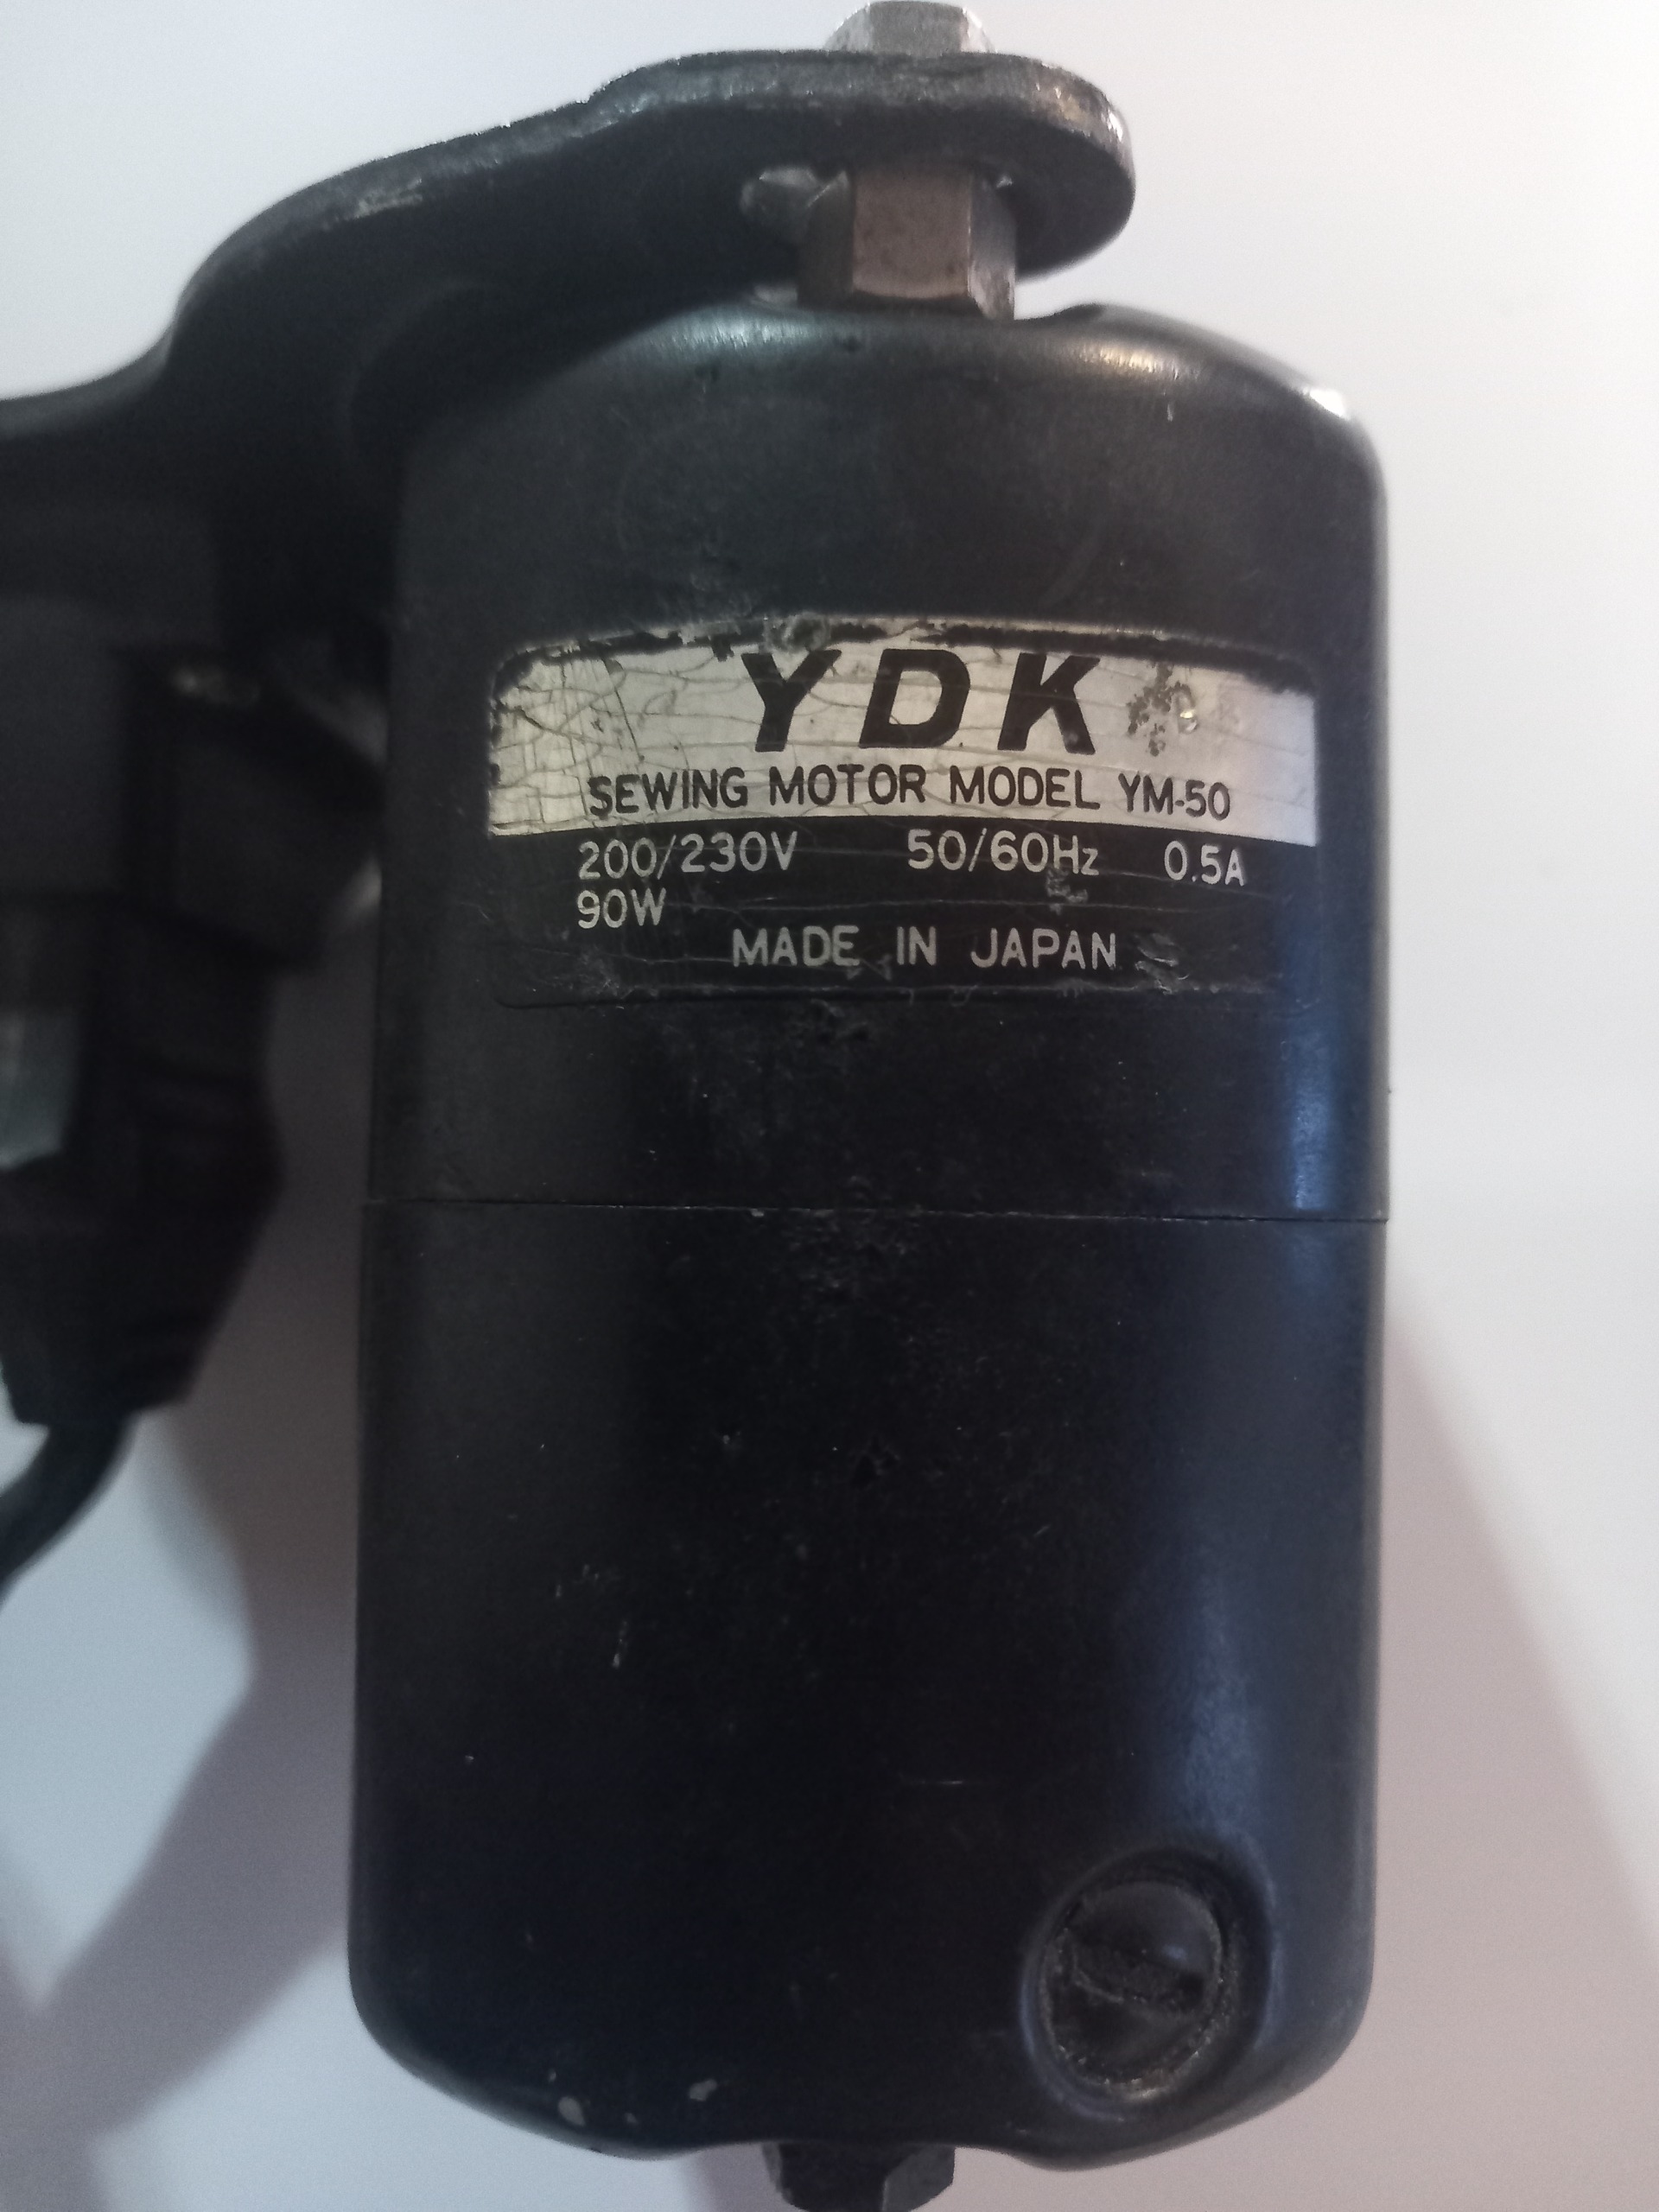 YDK
SEWING MOTOR MODEL YM-50
200/230V 50/60Hz 0.5A
90W
MADE IN JAPAN